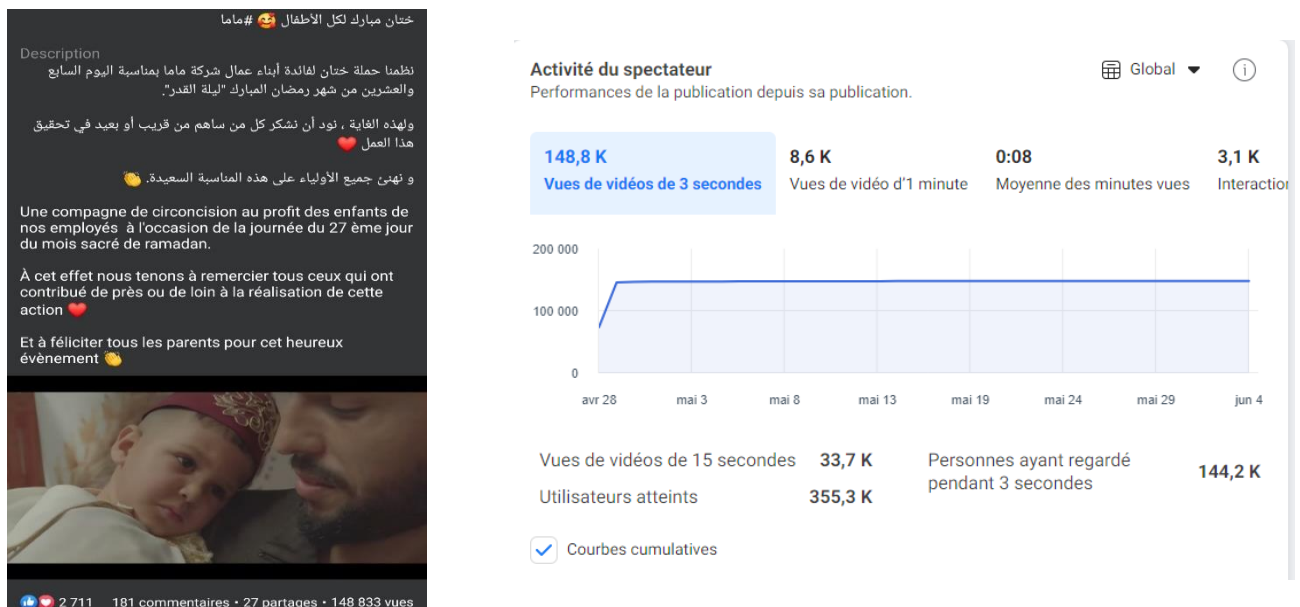 ختان مبارك لكل الأطفال 🥰 #ماما
Description
نظمنا حملة ختان لفائدة أبناء عمال شركة ماما بمناسبة اليوم السابع
والعشرين من شهر رمضان المبارك "ليلة القدر".
ولهذه الغاية ، نود أن نشكر كل من ساهم من قريب أو بعيد في تحقيق
هذا العمل ❤️
و نهنئ جميع الأولياء على هذه المناسبة السعيدة. 👏
Une compagne de circoncision au profit des enfants de
nos employés à l'occasion de la journée du 27 ème jour
du mois sacré de ramadan.
À cet effet nous tenons à remercier tous ceux qui ont
contribué de près ou de loin à la réalisation de cette
action ❤️
Et à féliciter tous les parents pour cet heureux
évènement 👏
2 711 181 commentaires • 27 partages • 148 833 vues
Activité du spectateur
Global
Performances de la publication depuis sa publication.
148,8 K 8,6 K 0:08 3,1 K
Vues de vidéos de 3 secondes Vues de vidéo d'1 minute Moyenne des minutes vues Interaction
200 000
100 000
0
avr 28 mai 3 mai 8 mai 13 mai 19 mai 24 mai 29 jun 4
Vues de vidéos de 15 secondes 33,7 K
Utilisateurs atteints 355,3 K
Personnes ayant regardé
pendant 3 secondes 144,2 K
Courbes cumulatives